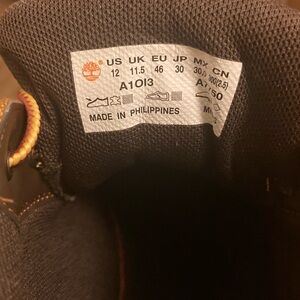 US UK EU JP MX CN
12 11.5 46 30 30
A1OI3
MADE IN PHILIPPINES